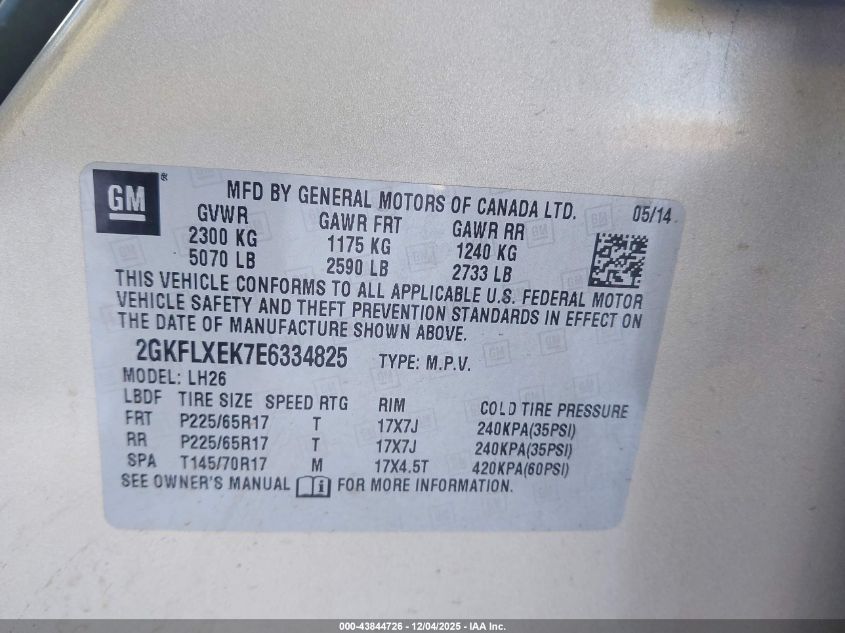 GM ® MFD BY GENERAL MOTORS OF CANADA LTD. 05/14
GVWR GAWR FRT GAWR RR
2300 KG 1175 KG 1240 KG
5070 LB 2590 LB 2733 LB
THIS VEHICLE CONFORMS TO ALL APPLICABLE U.S. FEDERAL MOTOR
VEHICLE SAFETY AND THEFT PREVENTION STANDARDS IN EFFECT ON
THE DATE OF MANUFACTURE SHOWN ABOVE.
2GKFLXEK7E6334825 TYPE: M.P.V.
MODEL: LH26
LBDF TIRE SIZE SPEED RTG RIM COLD TIRE PRESSURE
FRT P225/65R17 T 17X7J 240KPA(35PSI)
RR P225/65R17 T 17X7J 240KPA(35PSI)
SPA T145/70R17 M 17X4.5T 420KPA(60PSI)
SEE OWNER'S MANUAL i FOR MORE INFORMATION.
000-43844726 - 12/04/2025 - IAA Inc.